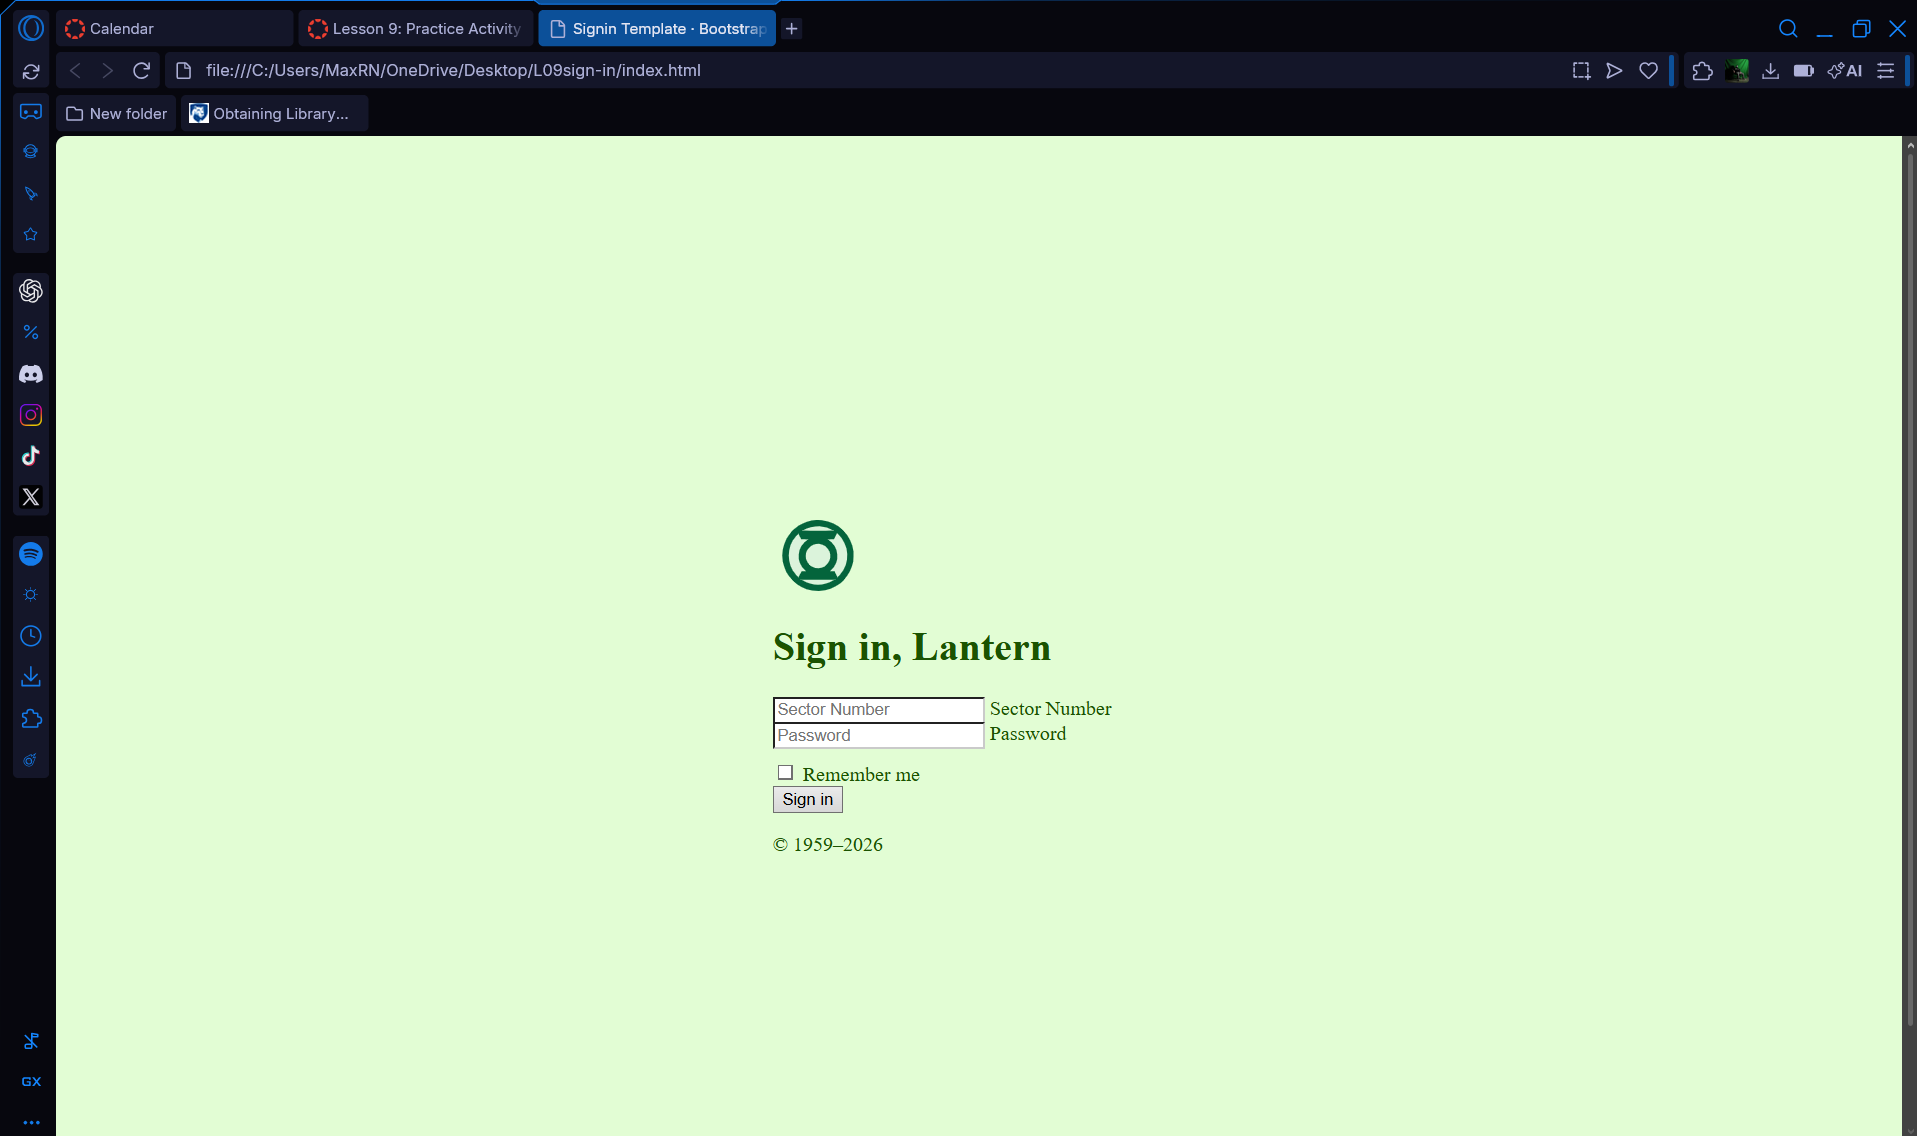 Calendar
Lesson 9: Practice Activity
Signin Template · Bootstrap
file:///C:/Users/MaxRN/OneDrive/Desktop/L09sign-in/index.html
AI
New folder
Obtaining Library...
Sign in, Lantern
Sector Number Sector Number
Password Password
Remember me
Sign in
© 1959–2026
GX